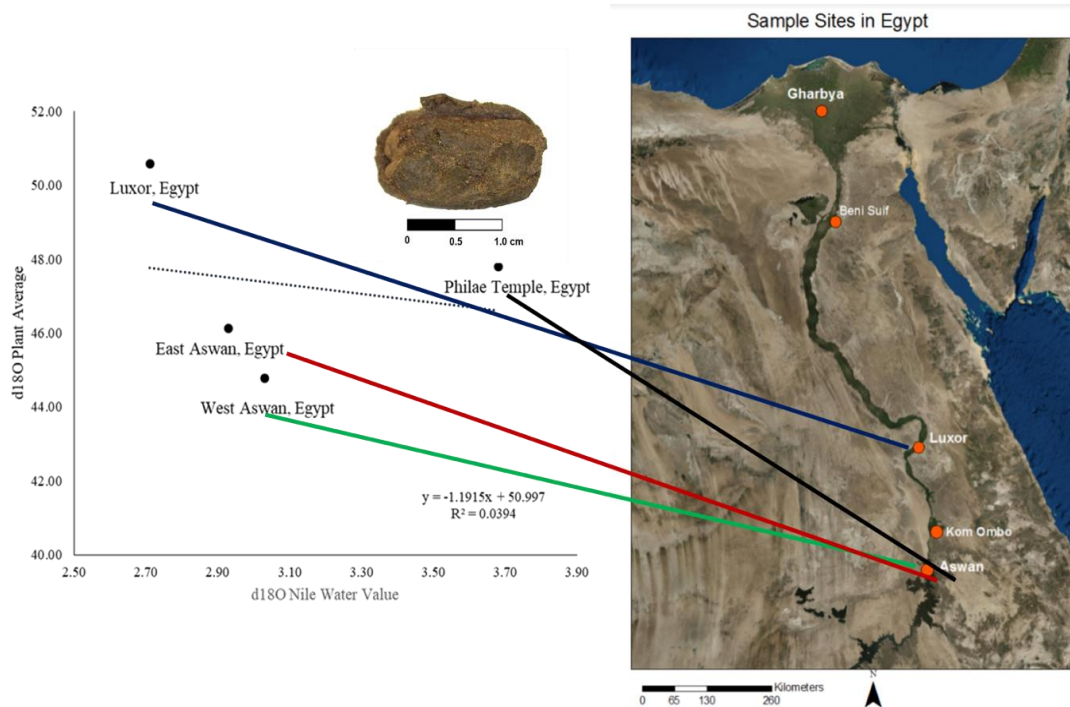 Sample Sites in Egypt
52.00
50.00
48.00
46.00
44.00
42.00
40.00
d18O Plant Average
2.50 2.70 2.90 3.10 3.30 3.50 3.70 3.90
d18O Nile Water Value
Luxor, Egypt
Philae Temple, Egypt
East Aswan, Egypt
West Aswan, Egypt
y = -1.1915x + 50.997
R² = 0.0394
0 0.5 1.0 cm
Gharbya
Beni Suif
Luxor
Kom Ombo
Aswan
N
Kilometers
0 65 130 260